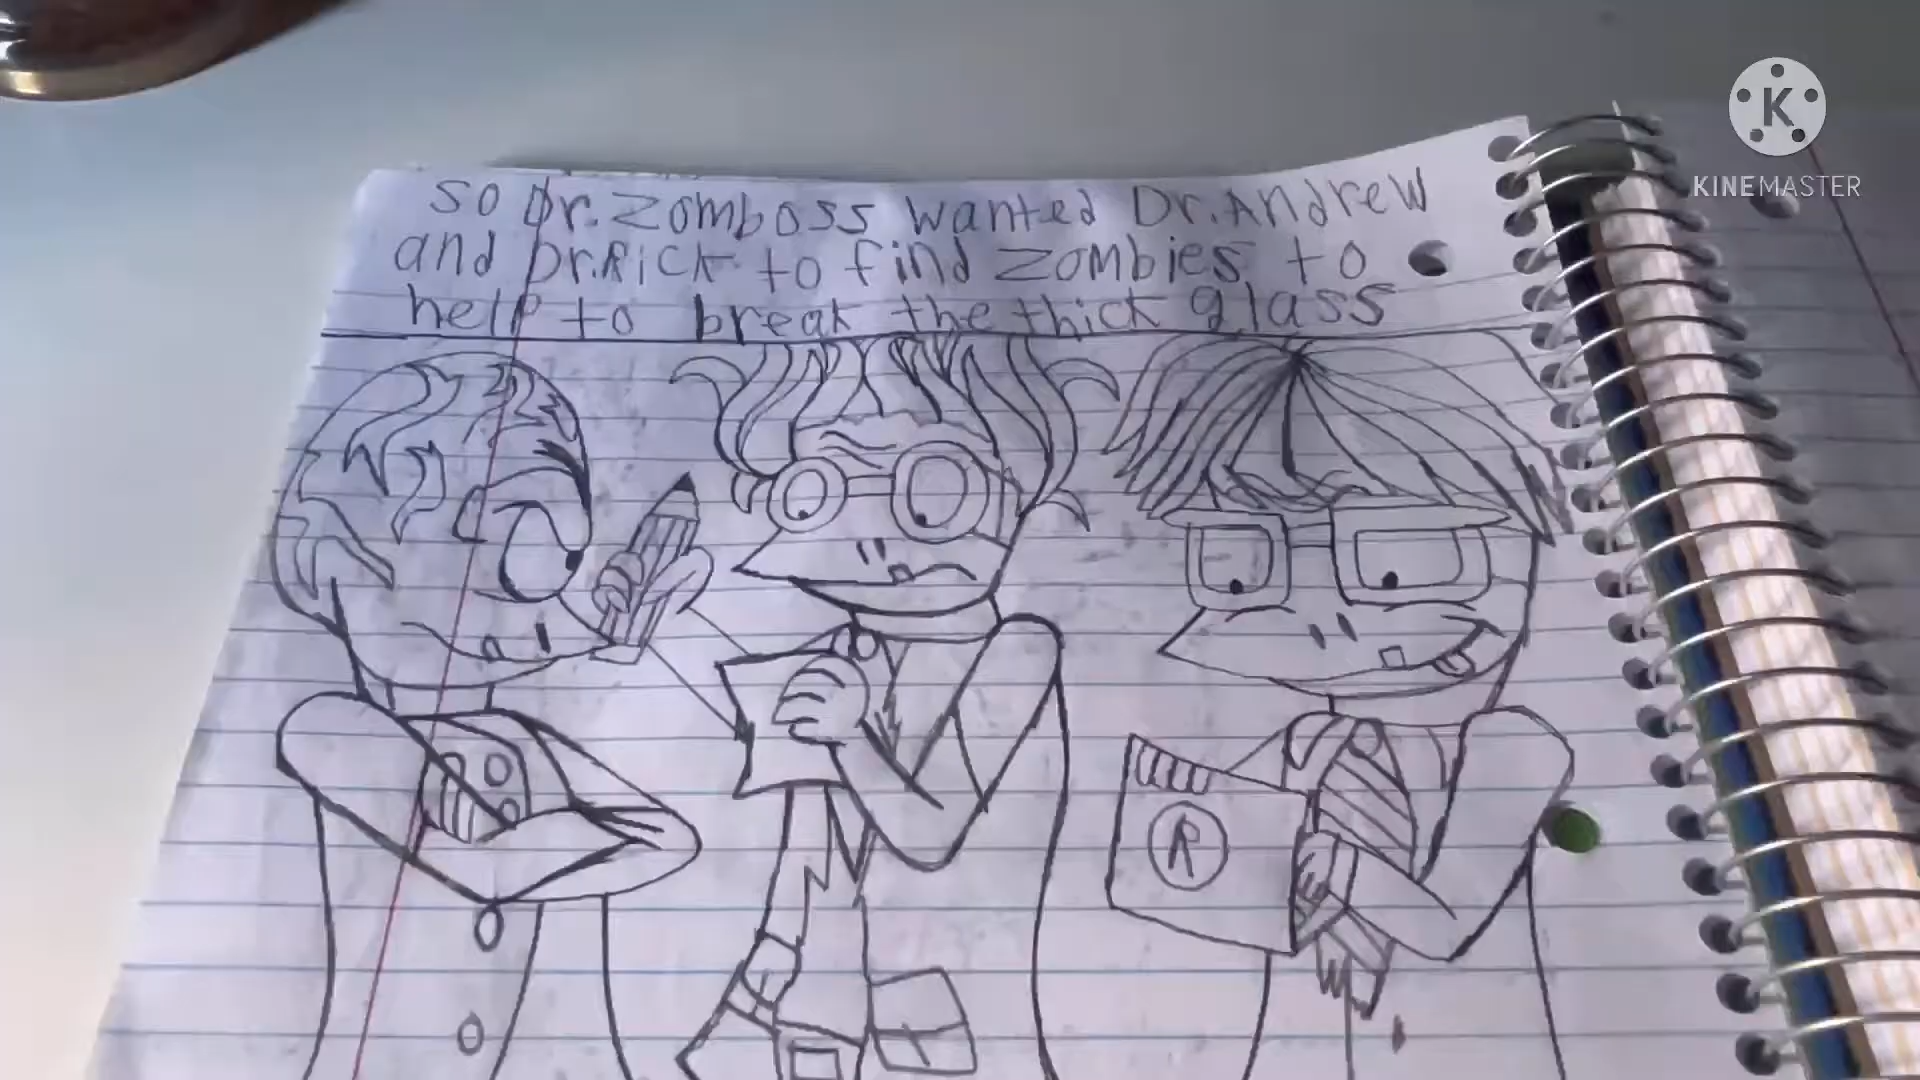 so Dr. Zomboss wanted Dr. Andrew
and Dr. Rick to find zombies to
help to break the thick glass
R
K
KINEMASTER